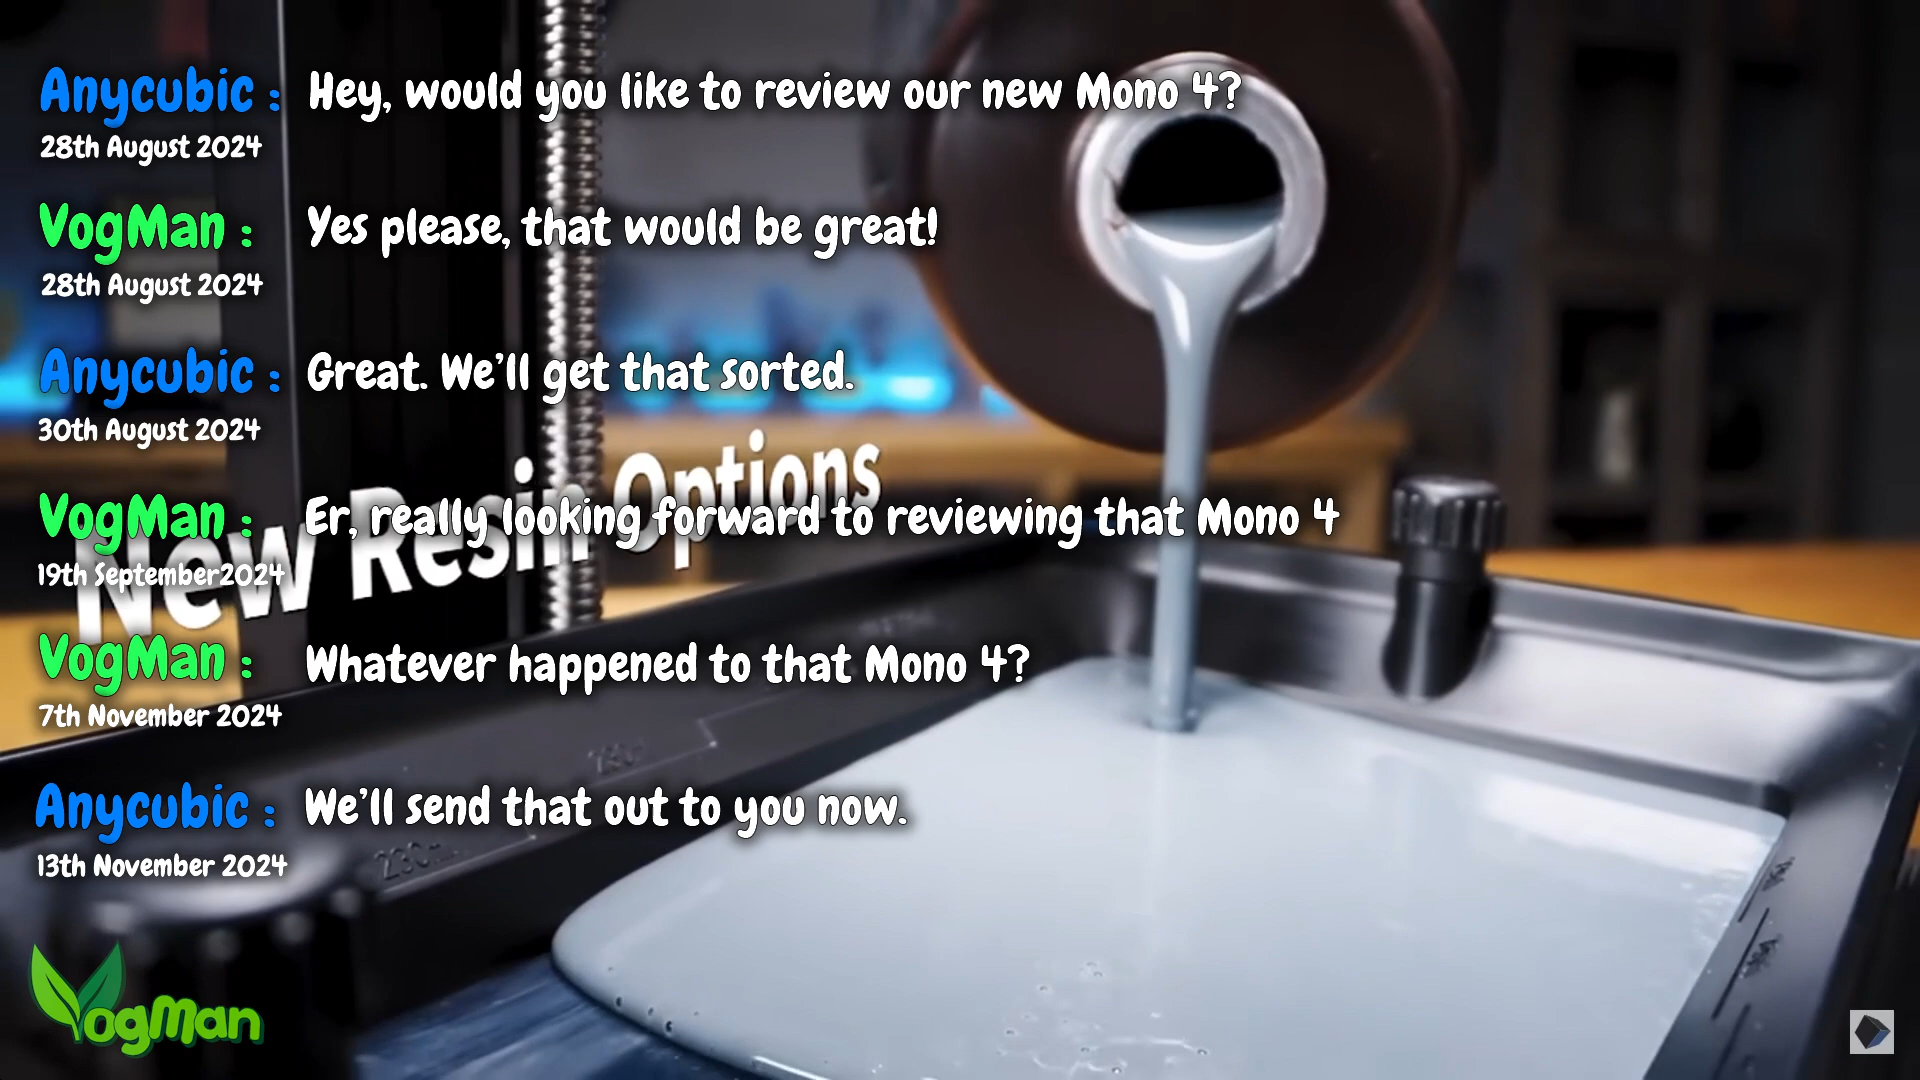 Anycubic : Hey, would you like to review our new Mono 4?
28th August 2024
VogMan : Yes please, that would be great!
28th August 2024
Anycubic : Great. We'll get that sorted.
30th August 2024
New Resin Options
VogMan : Er, really looking forward to reviewing that Mono 4
19th September2024
VogMan : Whatever happened to that Mono 4?
7th November 2024
230
Anycubic : We'll send that out to you now.
230mL
13th November 2024
VogMan